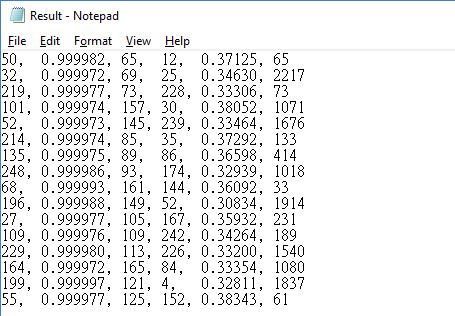 Result - Notepad
File Edit Format View Help
50, 0.999982, 65, 12, 0.37125, 65
32, 0.999972, 69, 25, 0.34630, 2217
219, 0.999977, 73, 228, 0.33306, 73
101, 0.999974, 157, 30, 0.38052, 1071
52, 0.999973, 145, 239, 0.33464, 1676
214, 0.999974, 85, 35, 0.37292, 133
135, 0.999975, 89, 86, 0.36598, 414
248, 0.999986, 93, 174, 0.32939, 1018
68, 0.999993, 161, 144, 0.36092, 33
196, 0.999988, 149, 52, 0.30834, 1914
27, 0.999977, 105, 167, 0.35932, 231
109, 0.999976, 109, 242, 0.34264, 189
229, 0.999980, 113, 226, 0.33200, 1540
164, 0.999972, 165, 84, 0.33354, 1080
199, 0.999997, 121, 4, 0.32811, 1837
55, 0.999977, 125, 152, 0.38343, 61